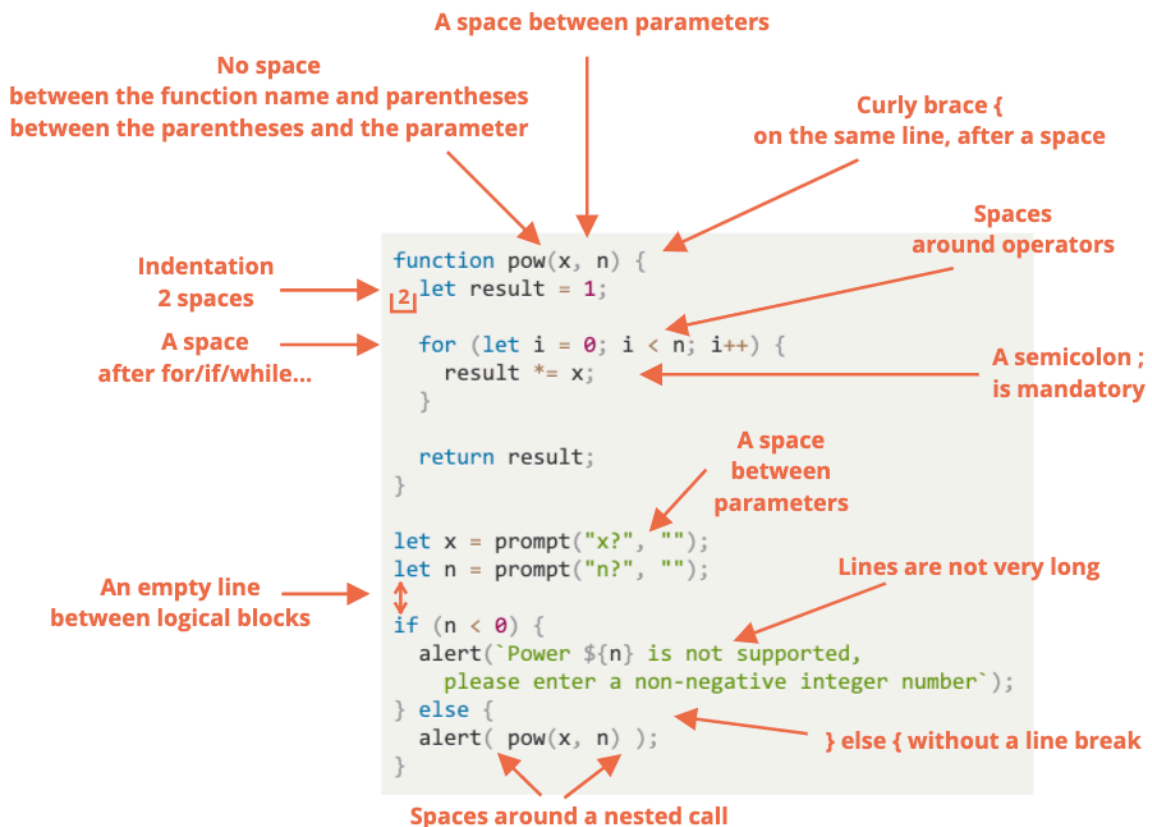 A space between parameters
No space
between the function name and parentheses
between the parentheses and the parameter
Curly brace {
on the same line, after a space
Spaces
around operators
Indentation
2 spaces
A space
after for/if/while...
A semicolon ;
is mandatory
function pow(x, n) {
2 let result = 1;
for (let i = 0; i < n; i++) {
result *= x;
}
return result;
}
A space
between
parameters
let x = prompt("x?", "");
let n = prompt("n?", "");
An empty line
between logical blocks
Lines are not very long
if (n < 0) {
alert(`Power ${n} is not supported,
please enter a non-negative integer number`);
} else {
alert( pow(x, n) );
}
} else { without a line break
Spaces around a nested call